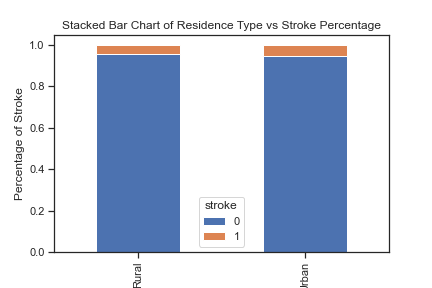 Stacked Bar Chart of Residence Type vs Stroke Percentage
Percentage of Stroke
1.0
0.8
0.6
0.4
0.2
0.0
stroke
0
1
Rural
Urban